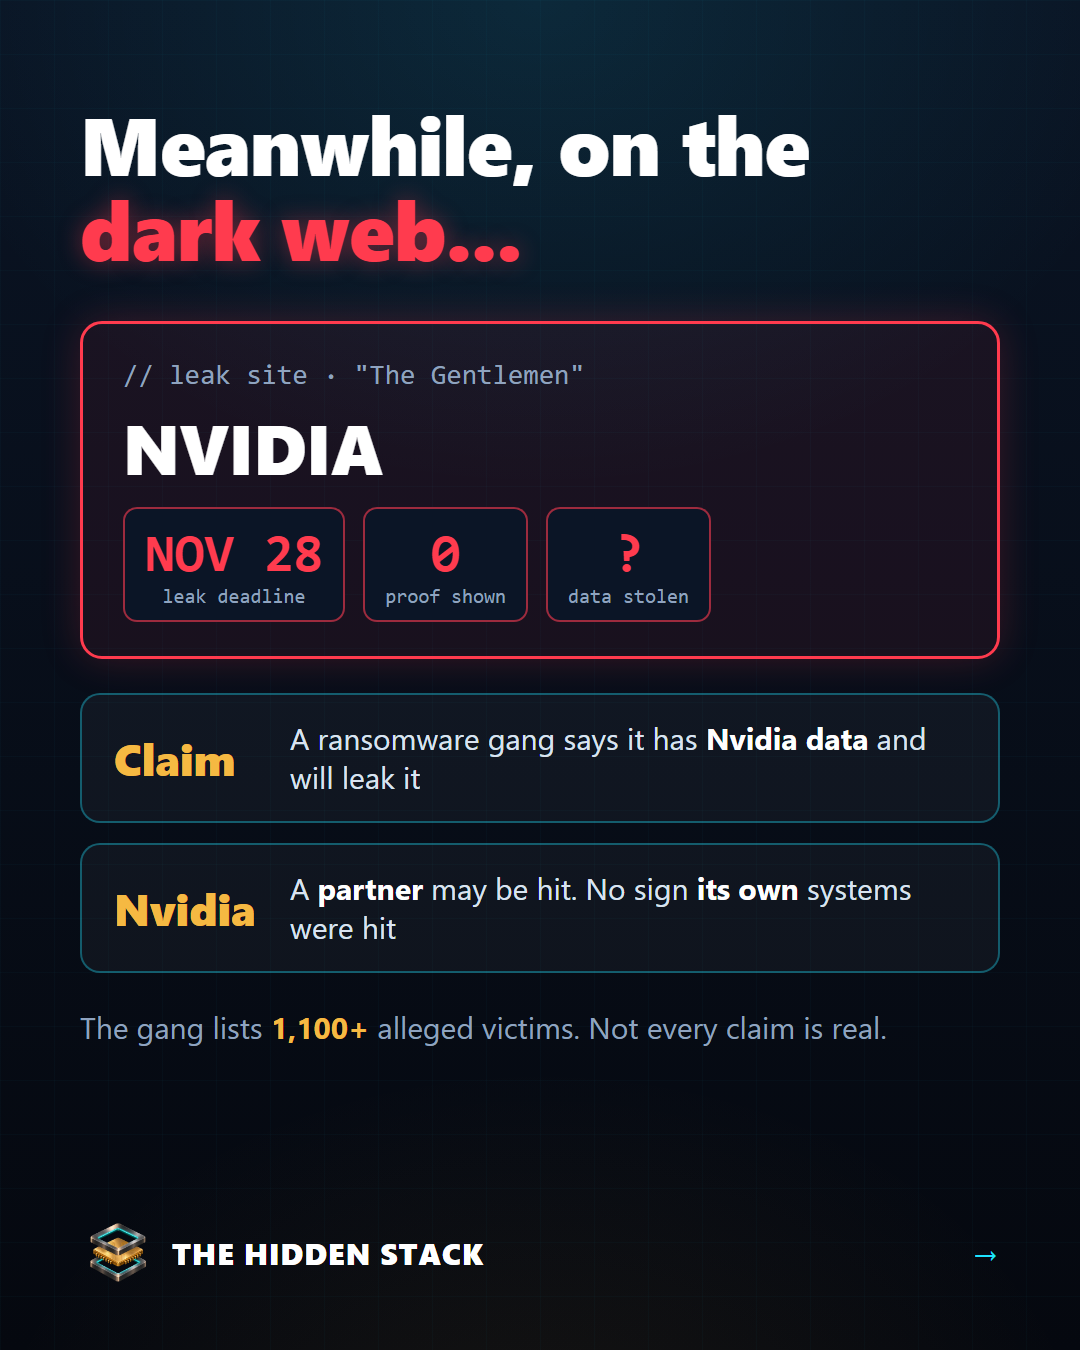 Meanwhile, on the
dark web...
// leak site · "The Gentlemen"
NVIDIA
NOV 28
leak deadline
0
proof shown
?
data stolen
Claim
A ransomware gang says it has Nvidia data and
will leak it
Nvidia
A partner may be hit. No sign its own systems
were hit
The gang lists 1,100+ alleged victims. Not every claim is real.
THE HIDDEN STACK
→